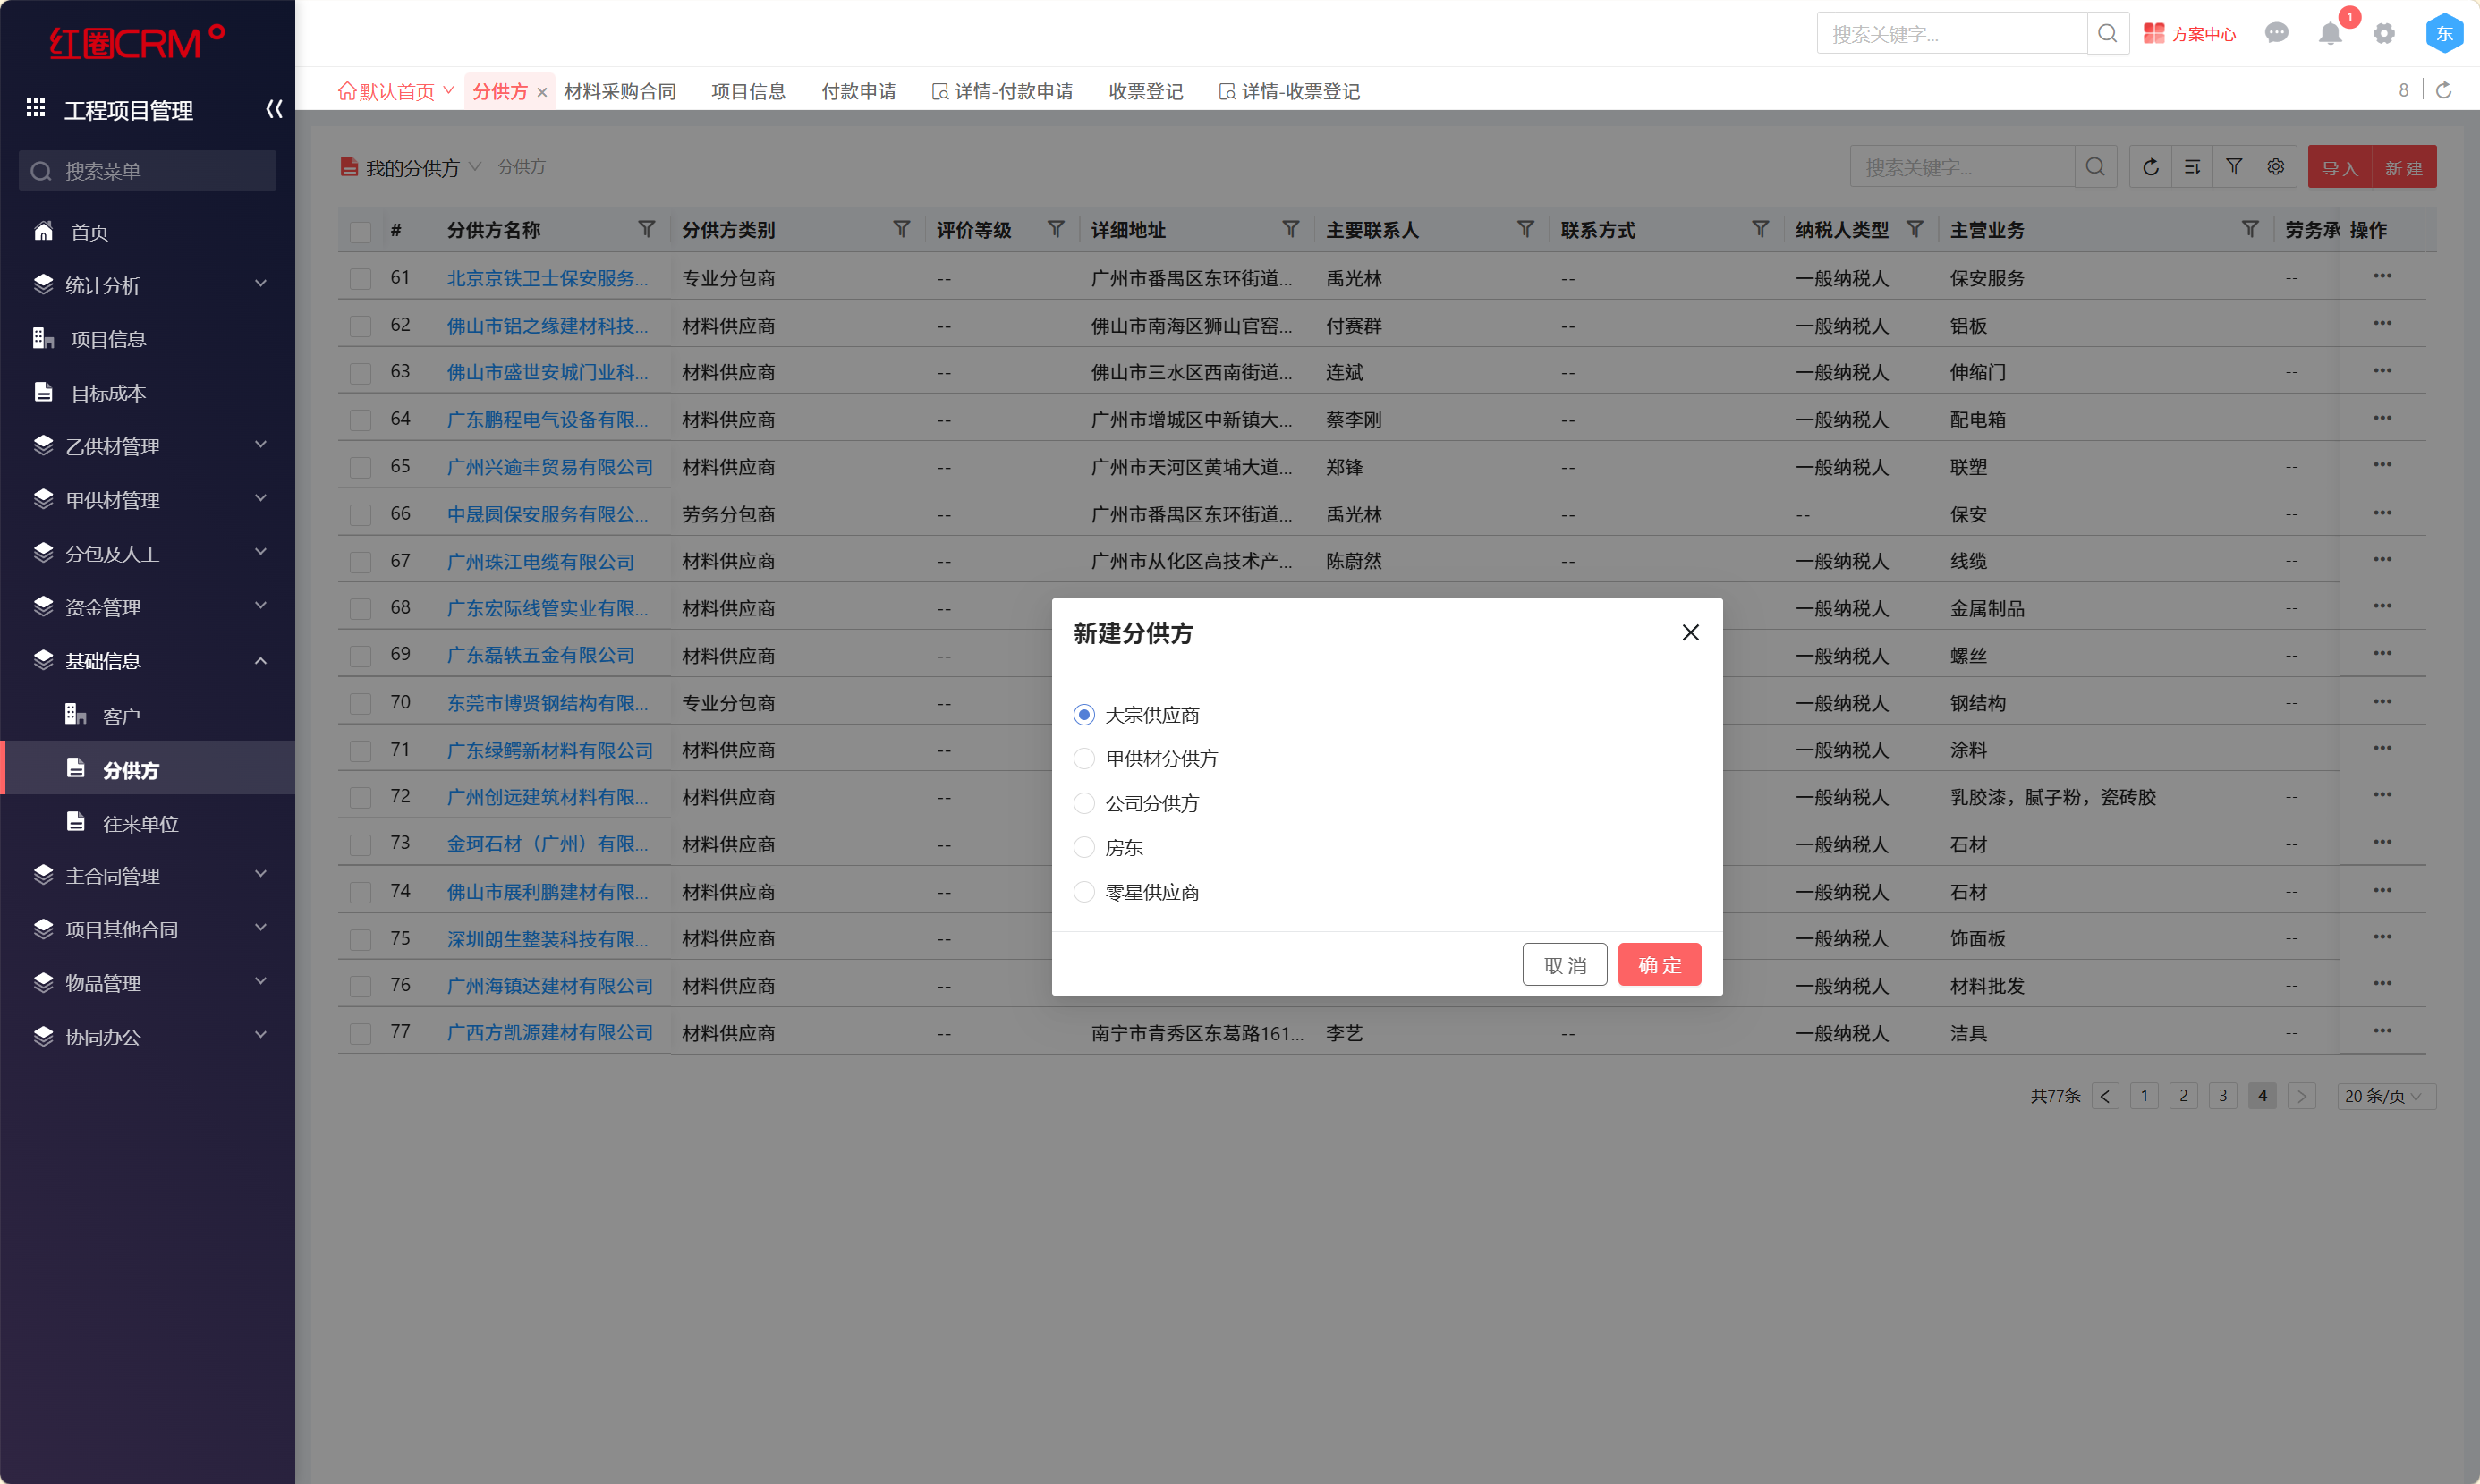 红圈CRM
搜索关键字...
方案中心
1
东
工程项目管理
默认首页 分供方 材料采购合同 项目信息 付款申请 详情-付款申请 收票登记 详情-收票登记 8
搜索菜单
首页
统计分析
项目信息
目标成本
乙供材管理
甲供材管理
分包及人工
资金管理
基础信息
客户
分供方
往来单位
主合同管理
项目其他合同
物品管理
协同办公
我的分供方 分供方 搜索关键字... 导入 新建
# 分供方名称 分供方类别 评价等级 详细地址 主要联系人 联系方式 纳税人类型 主营业务 劳务承 操作
61 北京京铁卫士保安服务... 专业分包商 -- 广州市番禺区东环街道... 禹光林 -- 一般纳税人 保安服务 -- •••
62 佛山市铝之缘建材科技... 材料供应商 -- 佛山市南海区狮山官窑... 付赛群 -- 一般纳税人 铝板 -- •••
63 佛山市盛世安城门业科... 材料供应商 -- 佛山市三水区西南街道... 连斌 -- 一般纳税人 伸缩门 -- •••
64 广东鹏程电气设备有限... 材料供应商 -- 广州市增城区中新镇大... 蔡李刚 -- 一般纳税人 配电箱 -- •••
65 广州兴逾丰贸易有限公司 材料供应商 -- 广州市天河区黄埔大道... 郑锋 -- 一般纳税人 联塑 -- •••
66 中晟圆保安服务有限公... 劳务分包商 -- 广州市番禺区东环街道... 禹光林 -- -- 保安 -- •••
67 广州珠江电缆有限公司 材料供应商 -- 广州市从化区高技术产... 陈蔚然 -- 一般纳税人 线缆 -- •••
68 广东宏际线管实业有限... 材料供应商 -- 一般纳税人 金属制品 -- •••
69 广东磊轶五金有限公司 材料供应商 -- 一般纳税人 螺丝 -- •••
70 东莞市博贤钢结构有限... 专业分包商 -- 一般纳税人 钢结构 -- •••
71 广东绿鳄新材料有限公司 材料供应商 -- 一般纳税人 涂料 -- •••
72 广州创远建筑材料有限... 材料供应商 -- 一般纳税人 乳胶漆，腻子粉，瓷砖胶 -- •••
73 金珂石材（广州）有限... 材料供应商 -- 一般纳税人 石材 -- •••
74 佛山市展利鹏建材有限... 材料供应商 -- 一般纳税人 石材 -- •••
75 深圳朗生整装科技有限... 材料供应商 -- 一般纳税人 饰面板 -- •••
76 广州海镇达建材有限公司 材料供应商 -- 一般纳税人 材料批发 -- •••
77 广西方凯源建材有限公司 材料供应商 -- 南宁市青秀区东葛路161... 李艺 -- 一般纳税人 洁具 -- •••
共77条 < 1 2 3 4 > 20 条/页
新建分供方
大宗供应商
甲供材分供方
公司分供方
房东
零星供应商
取消 确定